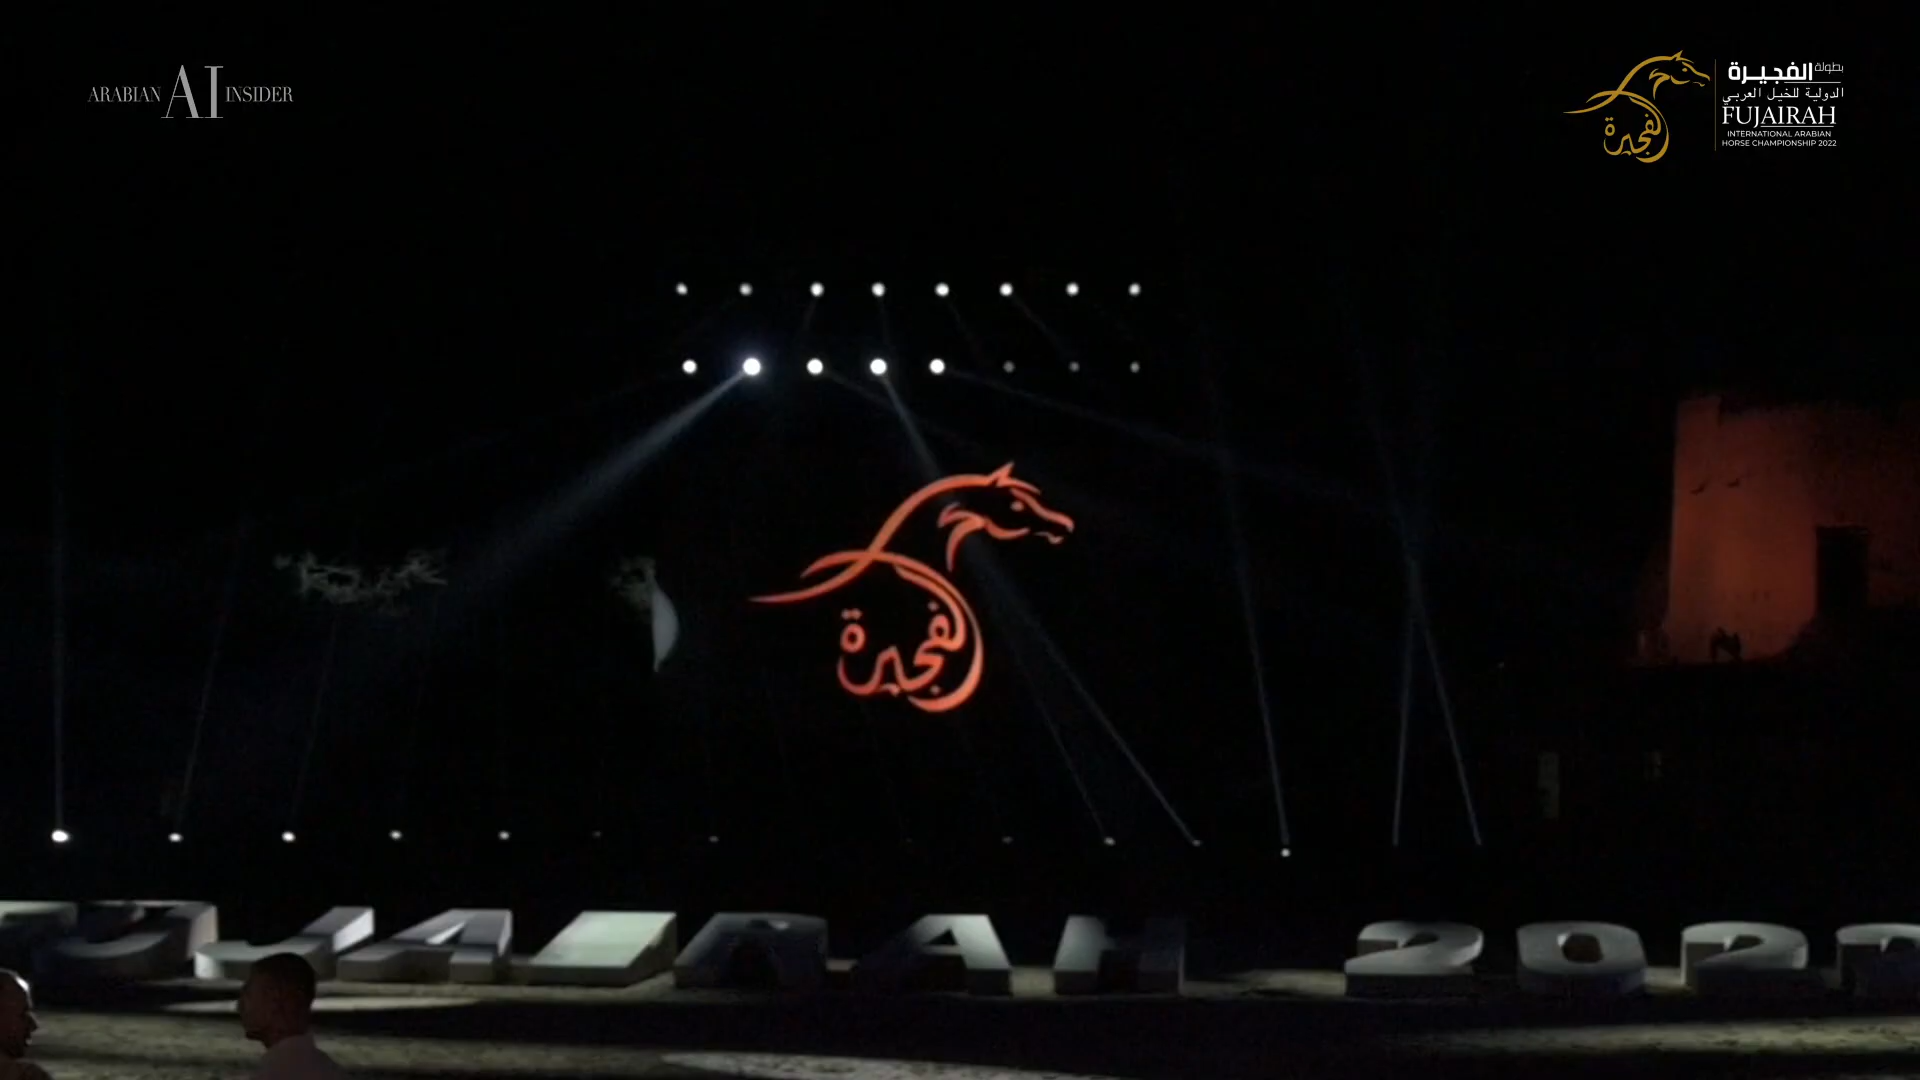 ARABIAN AI INSIDER
بطولة الفجيرة
الدولية للخيل العربي
FUJAIRAH
INTERNATIONAL ARABIAN
HORSE CHAMPIONSHIP 2022
الفجيرة
الفجيرة
FUJAIRAH 2022